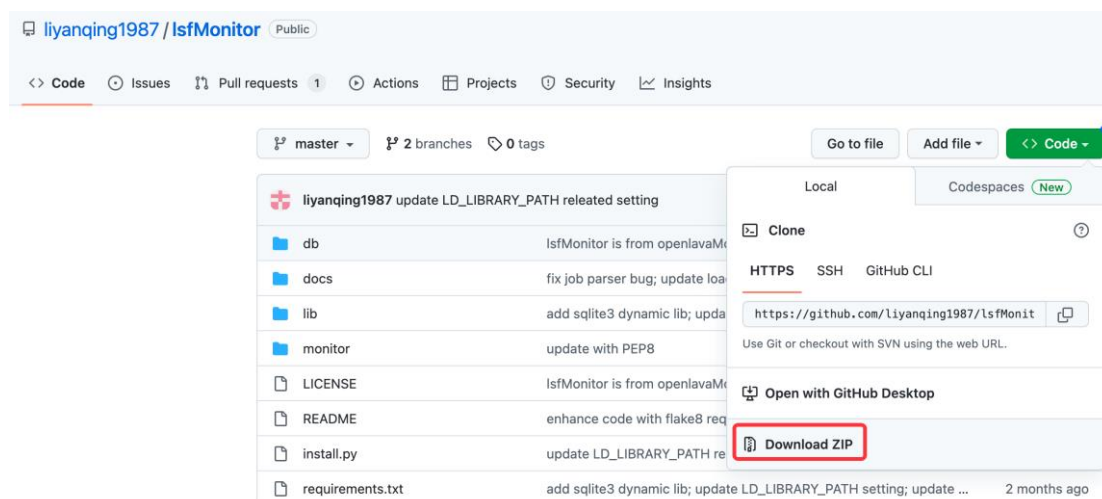 liyanqing1987 / lsfMonitor Public
<> Code Issues Pull requests 1 Actions Projects Security Insights
master 2 branches 0 tags Go to file Add file <> Code
Local Codespaces New
liyanqing1987 update LD_LIBRARY_PATH releated setting
Clone
db lsfMonitor is from openlavaMo
HTTPS SSH GitHub CLI
docs fix job parser bug; update loa
lib add sqlite3 dynamic lib; upda
https://github.com/liyanqing1987/lsfMonit
monitor update with PEP8
Use Git or checkout with SVN using the web URL.
LICENSE lsfMonitor is from openlavaMo
Open with GitHub Desktop
README enhance code with flake8 req
install.py update LD_LIBRARY_PATH re
Download ZIP
requirements.txt add sqlite3 dynamic lib; update LD_LIBRARY_PATH setting; update ... 2 months ago